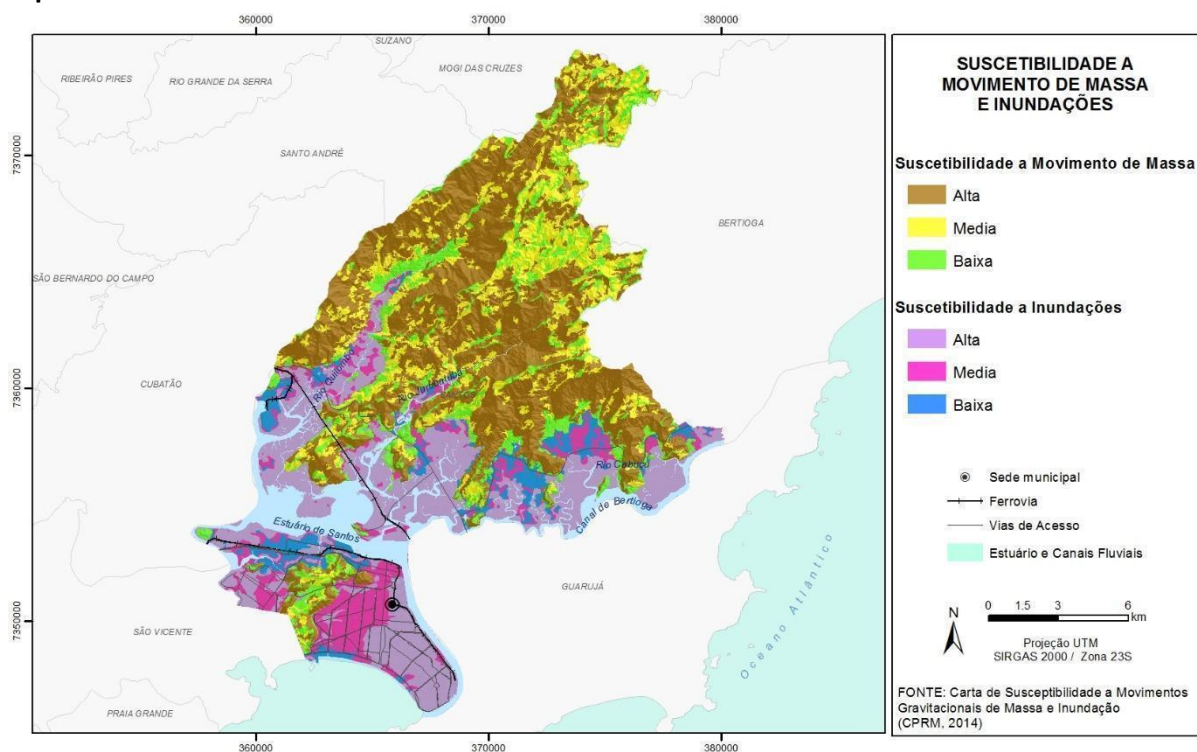 360000
370000
380000
SUZANO
MOGI DAS CRUZES
RIBEIRÃO PIRES
RIO GRANDE DA SERRA
7370000
SANTO ANDRÉ
BERTIOGA
SÃO BERNARDO DO CAMPO
CUBATÃO
7360000
Rio Quilombo
Rio Jurubatuba
Rio Cabuçu
Canal de Bertioga
Estuário de Santos
GUARUJÁ
Oceano Atlântico
7350000
SÃO VICENTE
PRAIA GRANDE
360000
370000
380000
SUSCETIBILIDADE A
MOVIMENTO DE MASSA
E INUNDAÇÕES
Suscetibilidade a Movimento de Massa
Alta
Media
Baixa
Suscetibilidade a Inundações
Alta
Media
Baixa
Sede municipal
Ferrovia
Vias de Acesso
Estuário e Canais Fluviais
N
0 1.5 3 6
km
Projeção UTM
SIRGAS 2000 / Zona 23S
FONTE: Carta de Susceptibilidade a Movimentos
Gravitacionais de Massa e Inundação
(CPRM, 2014)